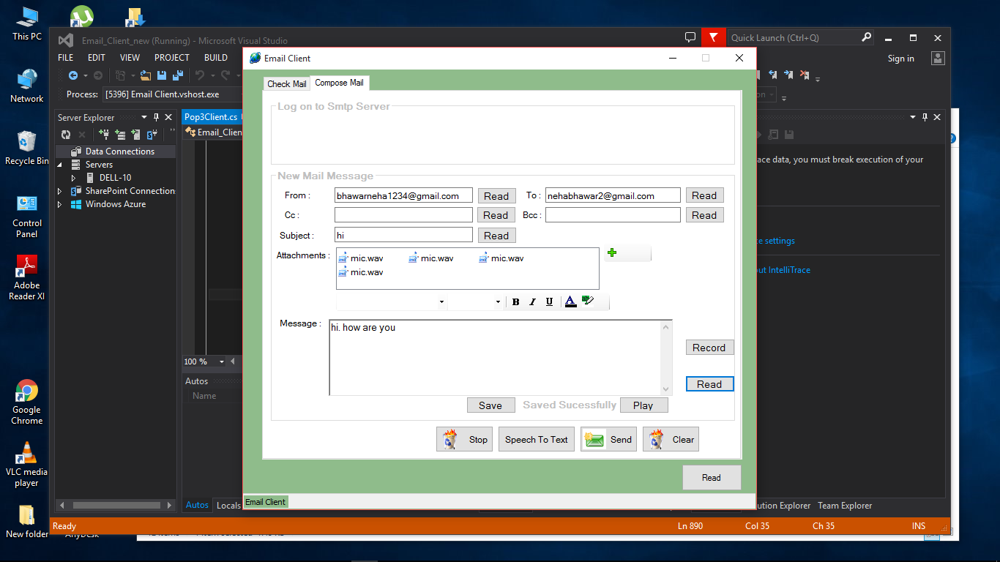 This PC
Network
Recycle Bin
Control
Panel
Adobe
Reader XI
Google
Chrome
VLC media
player
New folder
AnyDesk
Email_Client_new (Running) - Microsoft Visual Studio
Quick Launch (Ctrl+Q)
FILE EDIT VIEW PROJECT BUILD
Sign in
Process: [5396] Email Client.vshost.exe
Server Explorer
Data Connections
Servers
DELL-10
SharePoint Connection
Windows Azure
Pop3Client.cs
Email_Clien
100 %
Autos
Name
Autos Locals
Email Client
Check Mail Compose Mail
Log on to Smtp Server
New Mail Message
From : bhawarneha1234@gmail.com Read To : nehabhawar2@gmail.com Read
Cc : Read Bcc : Read
Subject : hi Read
Attachments : mic.wav mic.wav mic.wav
mic.wav
B I U A
Message : hi. how are you
Record
Read
Save Saved Sucessfully Play
Stop Speech To Text Send Clear
Read
Email Client
ace data, you must break execution of your
ce settings
out IntelliTrace
ution Explorer Team Explorer
Ready Ln 890 Col 35 Ch 35 INS